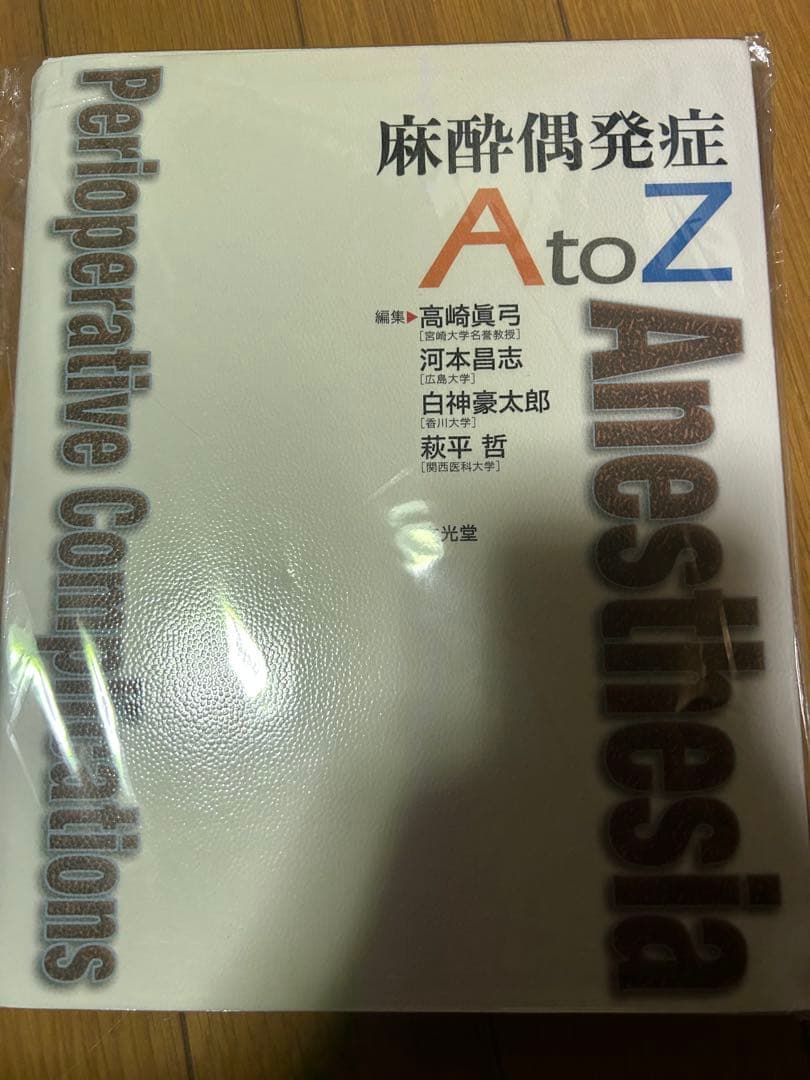 麻酔偶発症
A to Z
編集▶高崎眞弓
[宮崎大学名誉教授]
河本昌志
[広島大学]
白神豪太郎
[香川大学]
萩平 哲
[関西医科大学]
光堂
Perioperative Complications
Anesthesia